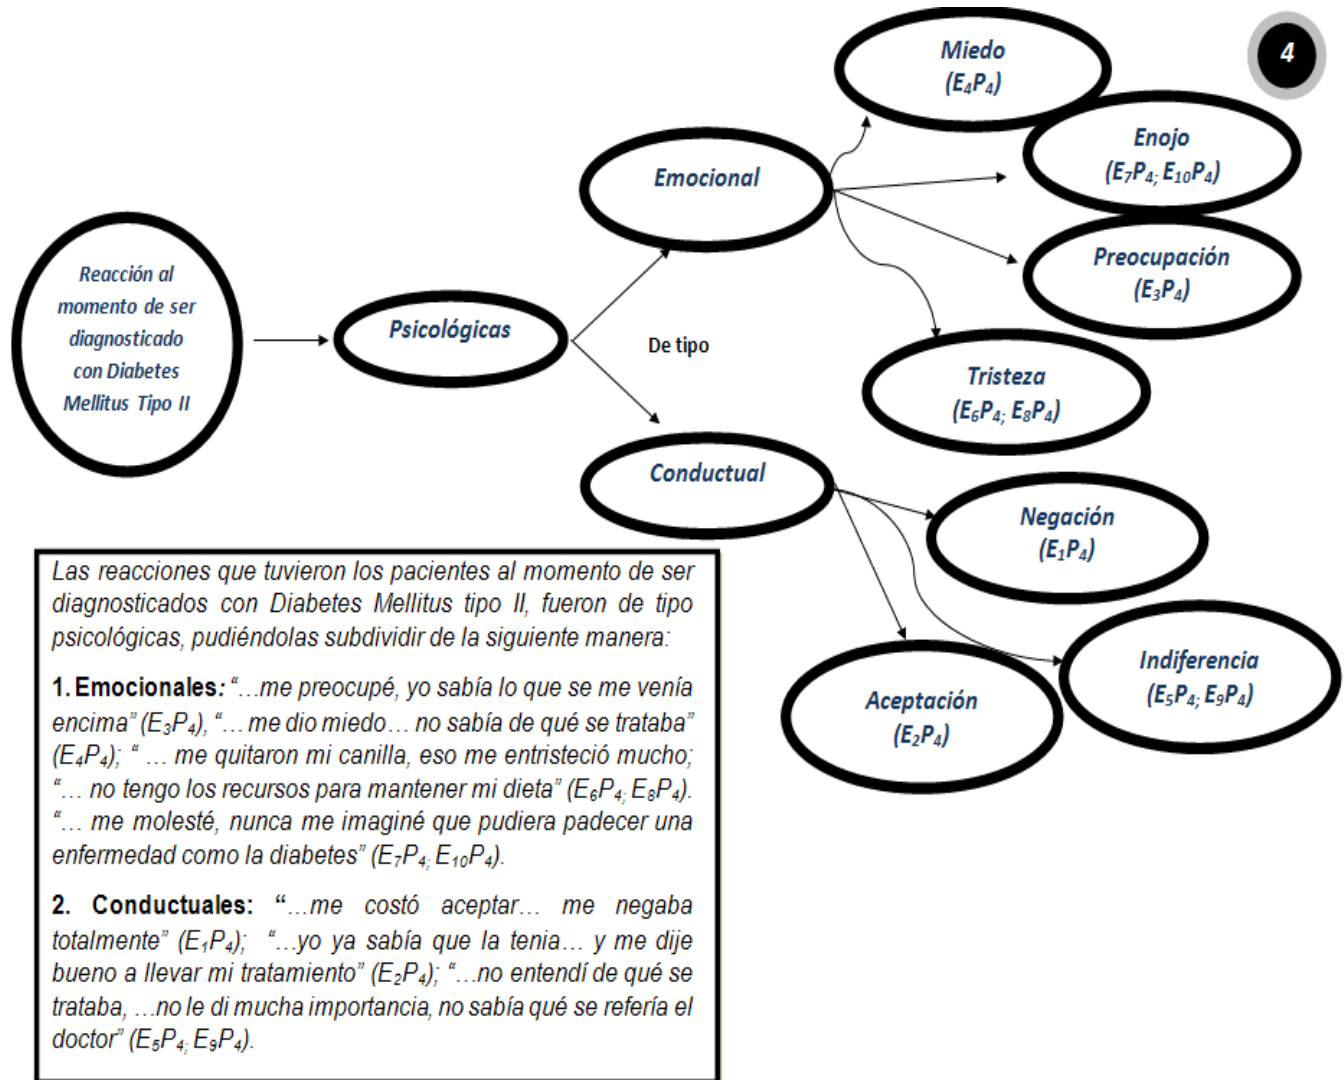 4
Miedo
(E₄P₄)
Enojo
(E₇P₄; E₁₀P₄)
Emocional
Preocupación
(E₃P₄)
Reacción al
momento de ser
diagnosticado
con Diabetes
Mellitus Tipo II
Psicológicas
De tipo
Tristeza
(E₆P₄; E₈P₄)
Conductual
Negación
(E₁P₄)
Indiferencia
(E₅P₄; E₉P₄)
Aceptación
(E₂P₄)
Las reacciones que tuvieron los pacientes al momento de ser
diagnosticados con Diabetes Mellitus tipo II, fueron de tipo
psicológicas, pudiéndolas subdividir de la siguiente manera:
1. Emocionales: “…me preocupé, yo sabía lo que se me venía
encima” (E₃P₄), “… me dio miedo… no sabía de qué se trataba”
(E₄P₄); “ … me quitaron mi canilla, eso me entristeció mucho;
“… no tengo los recursos para mantener mi dieta” (E₆P₄; E₈P₄).
“… me molesté, nunca me imaginé que pudiera padecer una
enfermedad como la diabetes” (E₇P₄; E₁₀P₄).
2. Conductuales: “…me costó aceptar… me negaba
totalmente” (E₁P₄); “…yo ya sabía que la tenia… y me dije
bueno a llevar mi tratamiento” (E₂P₄); “…no entendí de qué se
trataba, …no le di mucha importancia, no sabía qué se refería el
doctor” (E₅P₄; E₉P₄).